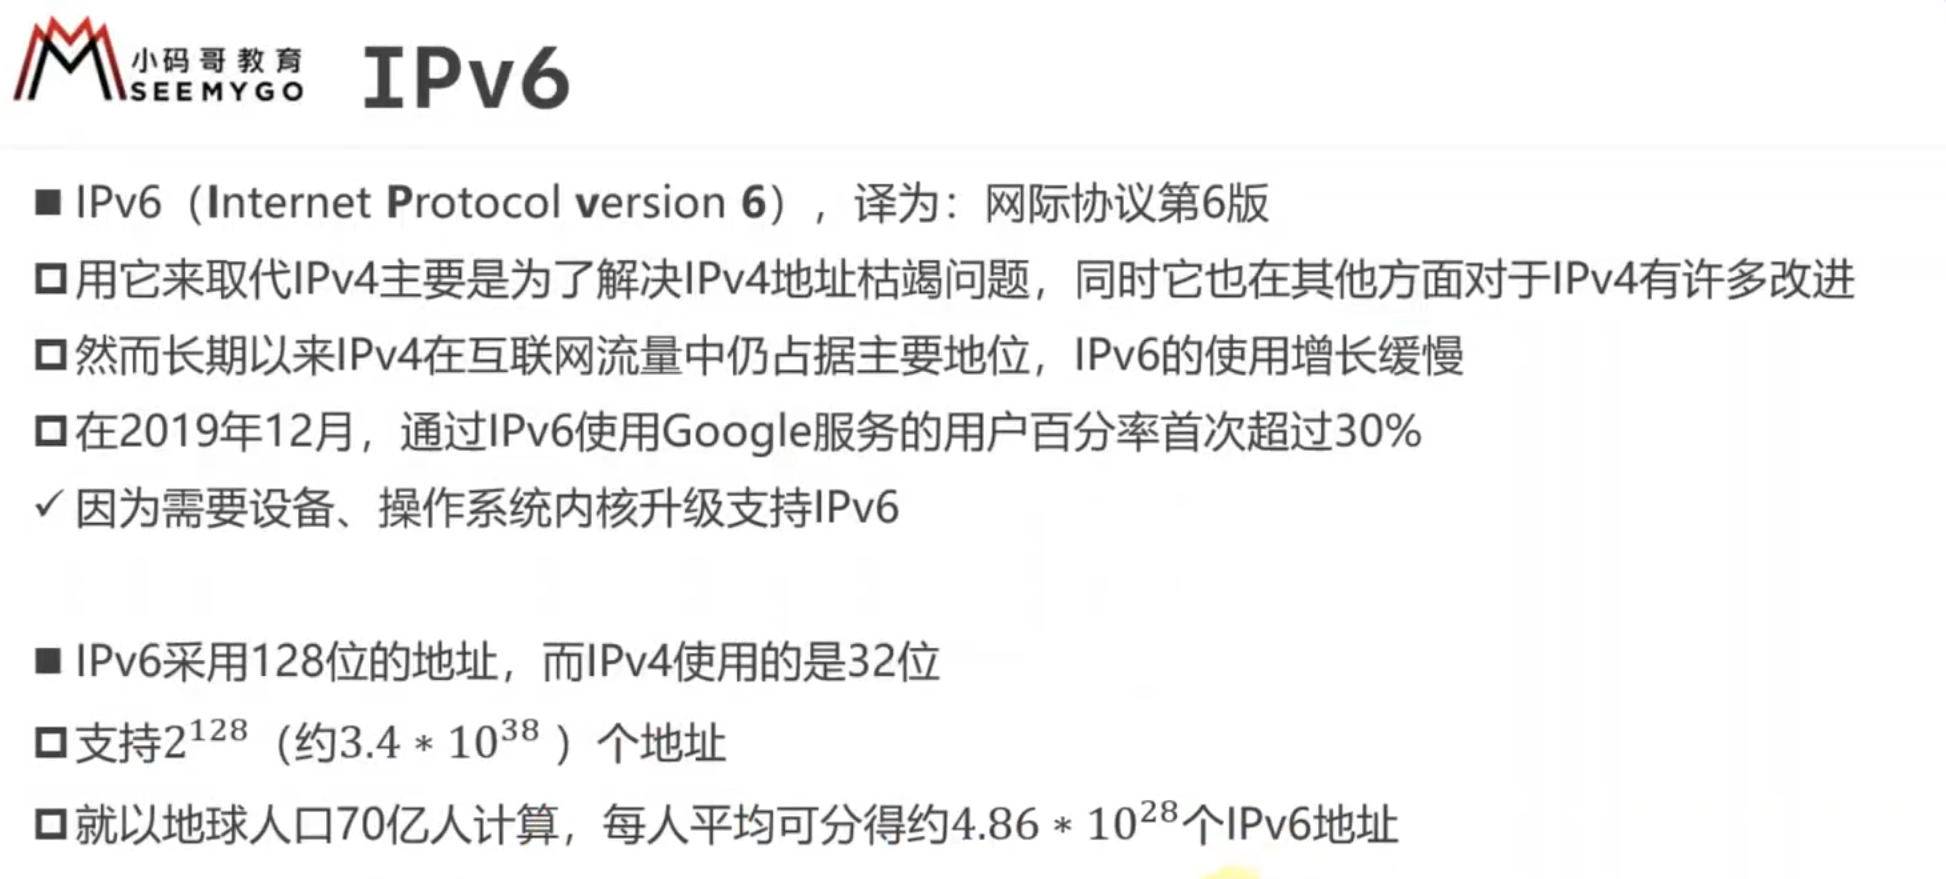 小码哥教育
SEEMYGO
IPv6
■ IPv6（Internet Protocol version 6），译为：网际协议第6版
□ 用它来取代IPv4主要是为了解决IPv4地址枯竭问题，同时它也在其他方面对于IPv4有许多改进
□ 然而长期以来IPv4在互联网流量中仍占据主要地位，IPv6的使用增长缓慢
□ 在2019年12月，通过IPv6使用Google服务的用户百分率首次超过30%
✓ 因为需要设备、操作系统内核升级支持IPv6
■ IPv6采用128位的地址，而IPv4使用的是32位
□ 支持2¹²⁸（约3.4 * 10³⁸ ）个地址
□ 就以地球人口70亿人计算，每人平均可分得约4.86 * 10²⁸个IPv6地址